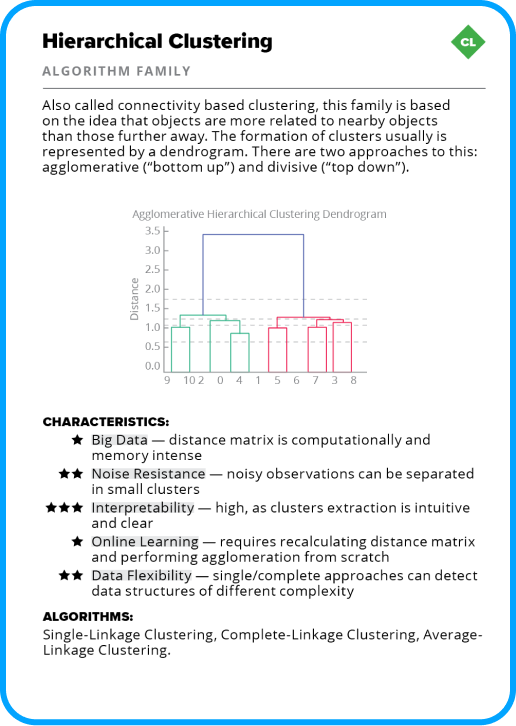 Hierarchical Clustering
CL
ALGORITHM FAMILY
Also called connectivity based clustering, this family is based
on the idea that objects are more related to nearby objects
than those further away. The formation of clusters usually is
represented by a dendrogram. There are two approaches to this:
agglomerative (“bottom up”) and divisive (“top down”).
Agglomerative Hierarchical Clustering Dendrogram
3.5
3.0
2.5
2.0
1.5
1.0
0.5
0.0
Distance
9 10 2 0 4 1 5 6 7 3 8
CHARACTERISTICS:
★ Big Data — distance matrix is computationally and
memory intense
★★ Noise Resistance — noisy observations can be separated
in small clusters
★★★ Interpretability — high, as clusters extraction is intuitive
and clear
★ Online Learning — requires recalculating distance matrix
and performing agglomeration from scratch
★★ Data Flexibility — single/complete approaches can detect
data structures of different complexity
ALGORITHMS:
Single-Linkage Clustering, Complete-Linkage Clustering, Average-
Linkage Clustering.